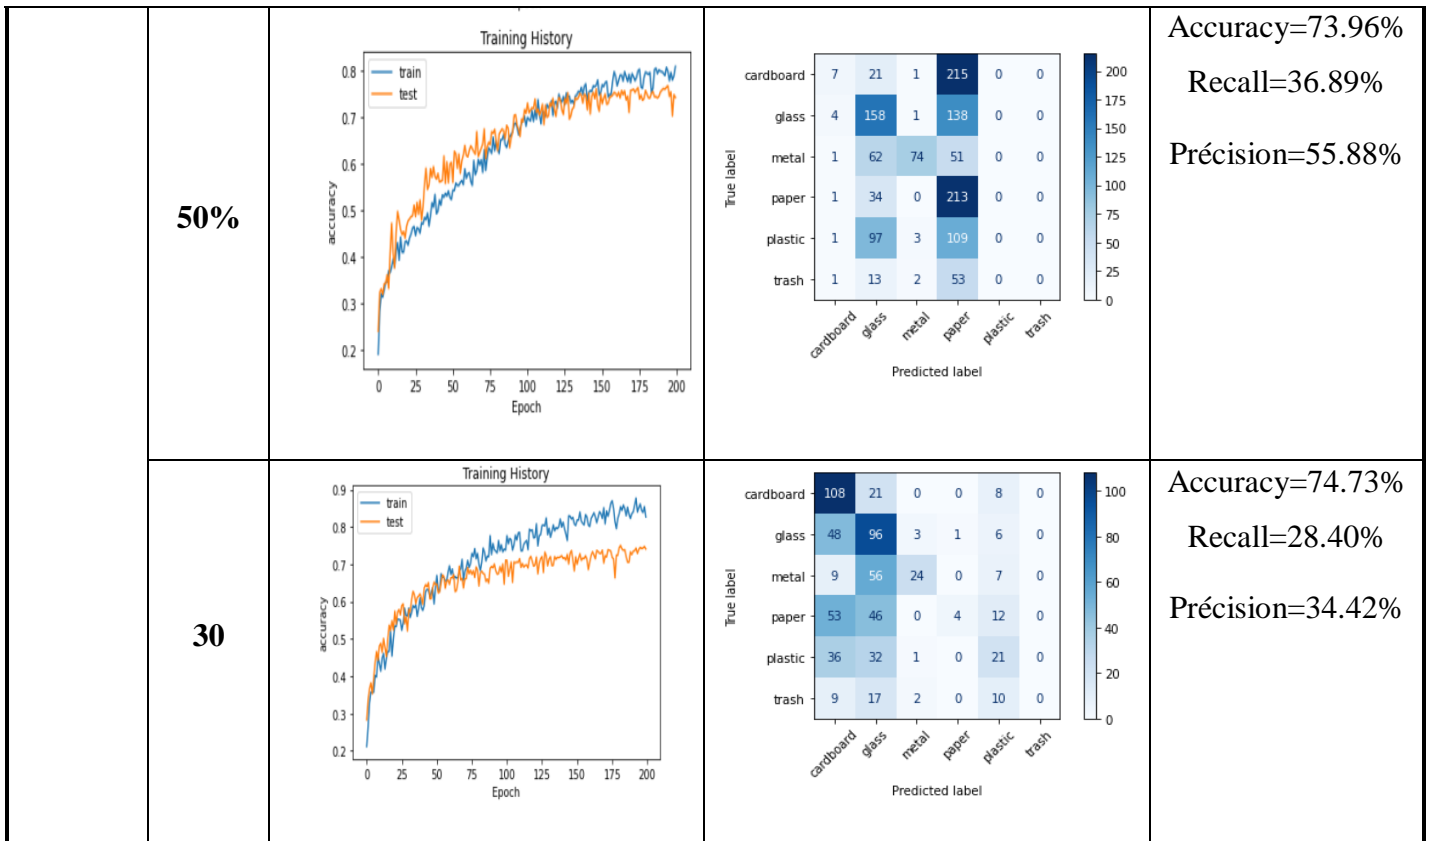 50%
Training History
train
test
accuracy
0.8
0.7
0.6
0.5
0.4
0.3
0.2
0 25 50 75 100 125 150 175 200
Epoch
True label
cardboard 7 21 1 215 0 0
glass 4 158 1 138 0 0
metal 1 62 74 51 0 0
paper 1 34 0 213 0 0
plastic 1 97 3 109 0 0
trash 1 13 2 53 0 0
cardboard glass metal paper plastic trash
Predicted label
200
175
150
125
100
75
50
25
0
Accuracy=73.96%
Recall=36.89%
Précision=55.88%
30
Training History
train
test
accuracy
0.9
0.8
0.7
0.6
0.5
0.4
0.3
0.2
0 25 50 75 100 125 150 175 200
Epoch
True label
cardboard 108 21 0 0 8 0
glass 48 96 3 1 6 0
metal 9 56 24 0 7 0
paper 53 46 0 4 12 0
plastic 36 32 1 0 21 0
trash 9 17 2 0 10 0
cardboard glass metal paper plastic trash
Predicted label
100
80
60
40
20
0
Accuracy=74.73%
Recall=28.40%
Précision=34.42%